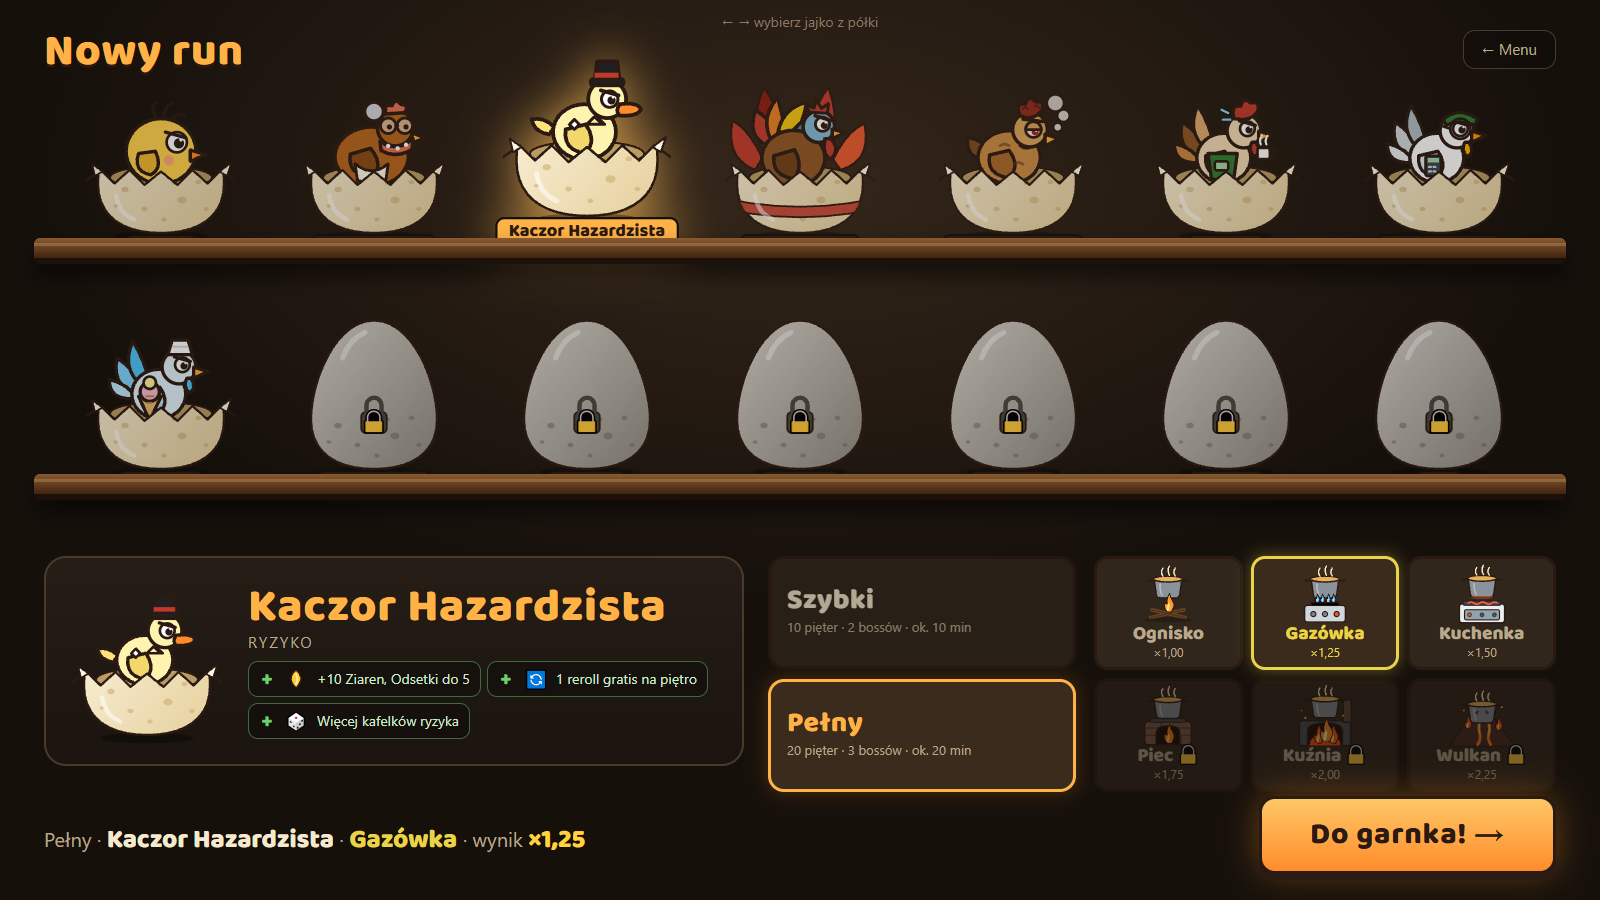 ← → wybierz jajko z półki
Nowy run
← Menu
Kaczor Hazardzista
Kaczor Hazardzista
RYZYKO
+ +10 Ziaren, Odsetki do 5
+ 1 reroll gratis na piętro
+ Więcej kafelków ryzyka
Szybki
10 pięter · 2 bossów · ok. 10 min
Pełny
20 pięter · 3 bossów · ok. 20 min
Ognisko
×1,00
Gazówka
×1,25
Kuchenka
×1,50
Piec
×1,75
Kuźnia
×2,00
Wulkan
×2,25
Pełny · Kaczor Hazardzista · Gazówka · wynik ×1,25
Do garnka! →